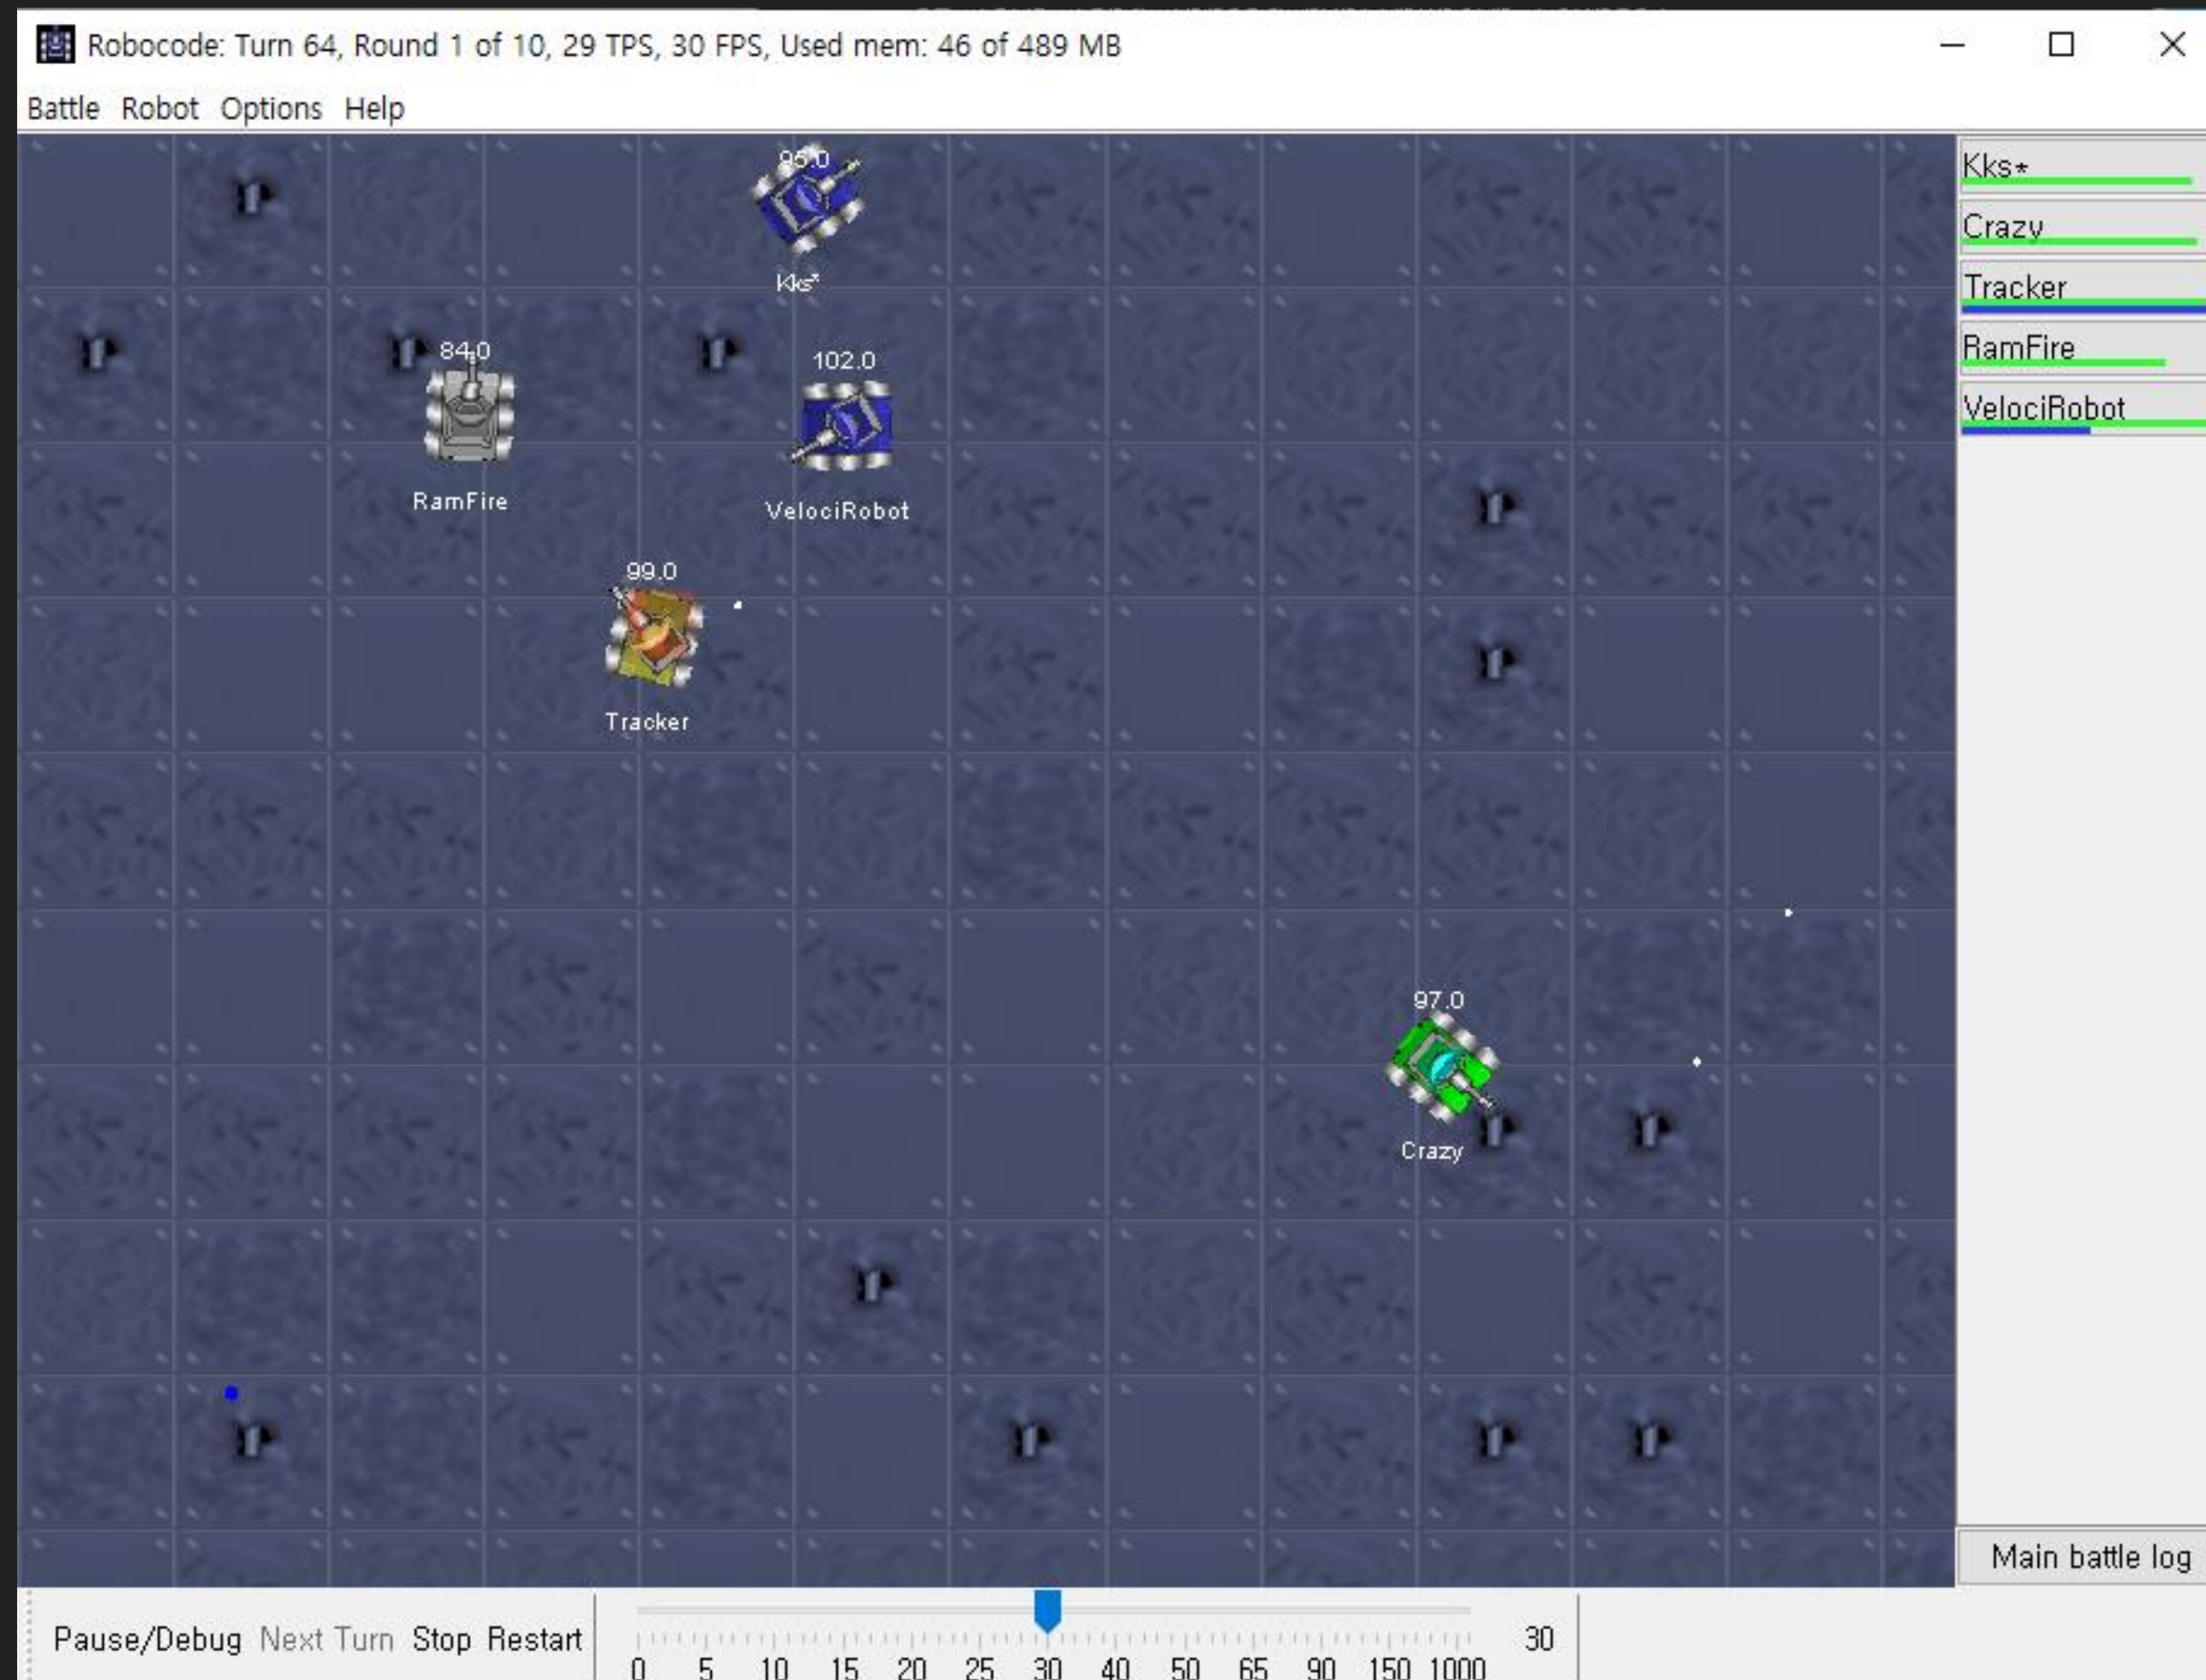 Robocode: Turn 64, Round 1 of 10, 29 TPS, 30 FPS, Used mem: 46 of 489 MB
Battle Robot Options Help
95.0
Kks*
84.0
RamFire
102.0
VelociRobot
99.0
Tracker
97.0
Crazy
Kks*
Crazy
Tracker
RamFire
VelociRobot
Main battle log
Pause/Debug Next Turn Stop Restart
0 5 10 15 20 25 30 40 50 65 90 150 1000
30